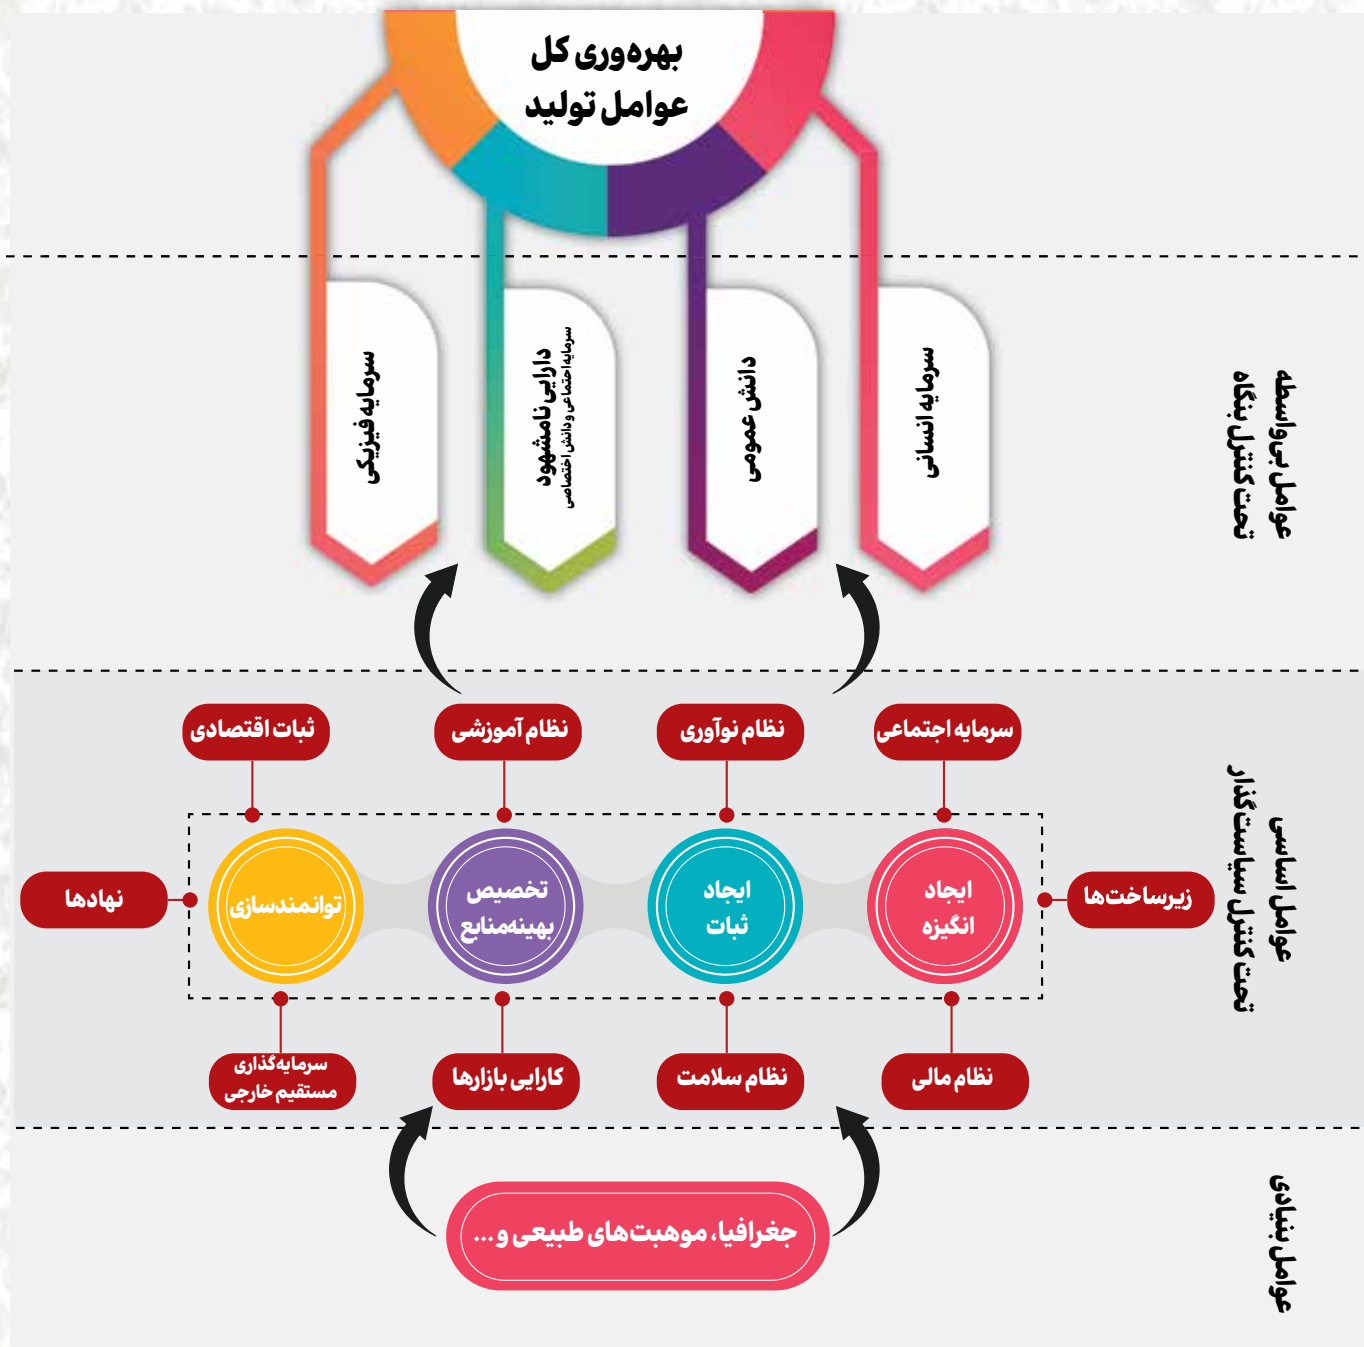 بهره‌وری کل
عوامل تولید
عوامل بی‌واسطه
تحت کنترل بنگاه
سرمایه انسانی
دانش عمومی
دارایی نامشهود
سرمایه اجتماعی و دانش اختصاصی
سرمایه فیزیکی
عوامل اساسی
تحت کنترل سیاست‌گذار
سرمایه اجتماعی
نظام نوآوری
نظام آموزشی
ثبات اقتصادی
زیرساخت‌ها
ایجاد
انگیزه
ایجاد
ثبات
تخصیص
بهینه منابع
توانمندسازی
نهادها
نظام مالی
نظام سلامت
کارایی بازارها
سرمایه‌گذاری
مستقیم خارجی
عوامل بنیادی
جغرافیا، موهبت‌های طبیعی و ...